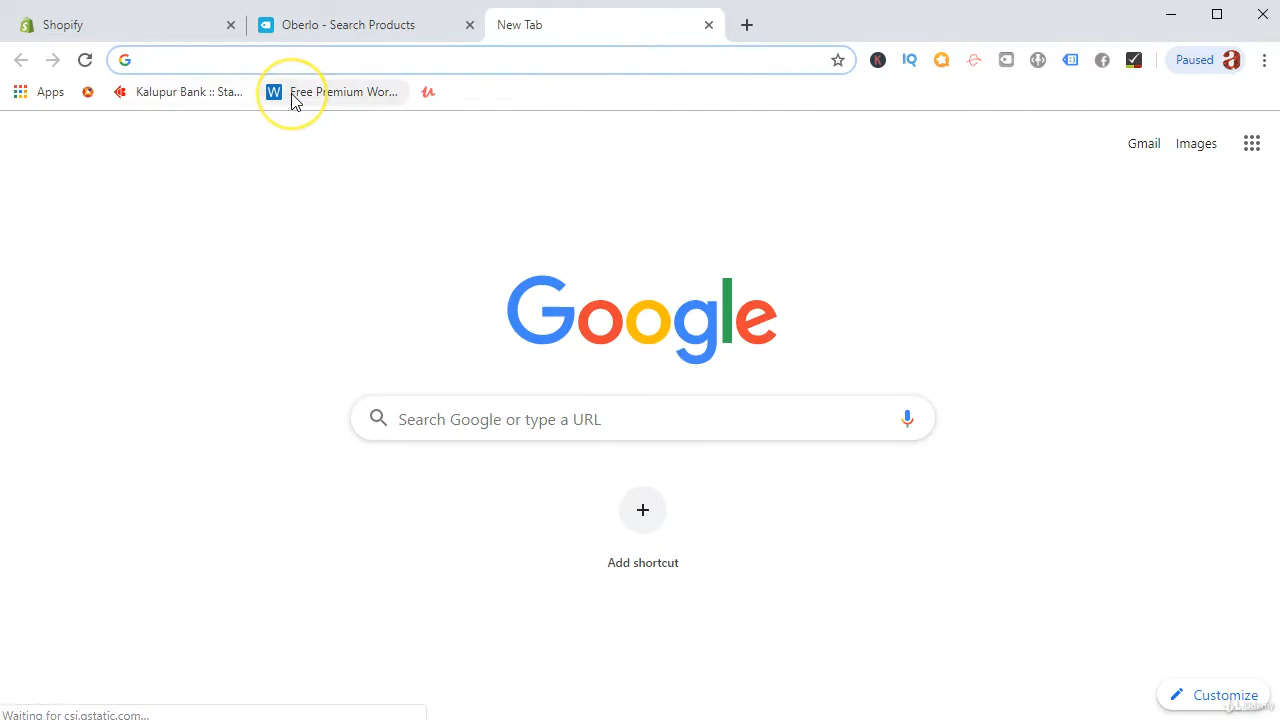 Shopify
Oberlo - Search Products
New Tab
Paused
Apps
Kalupur Bank :: Sta...
Free Premium Wor...
Gmail
Images
Google
Search Google or type a URL
Add shortcut
Customize
Udemy
Waiting for csi.gstatic.com...